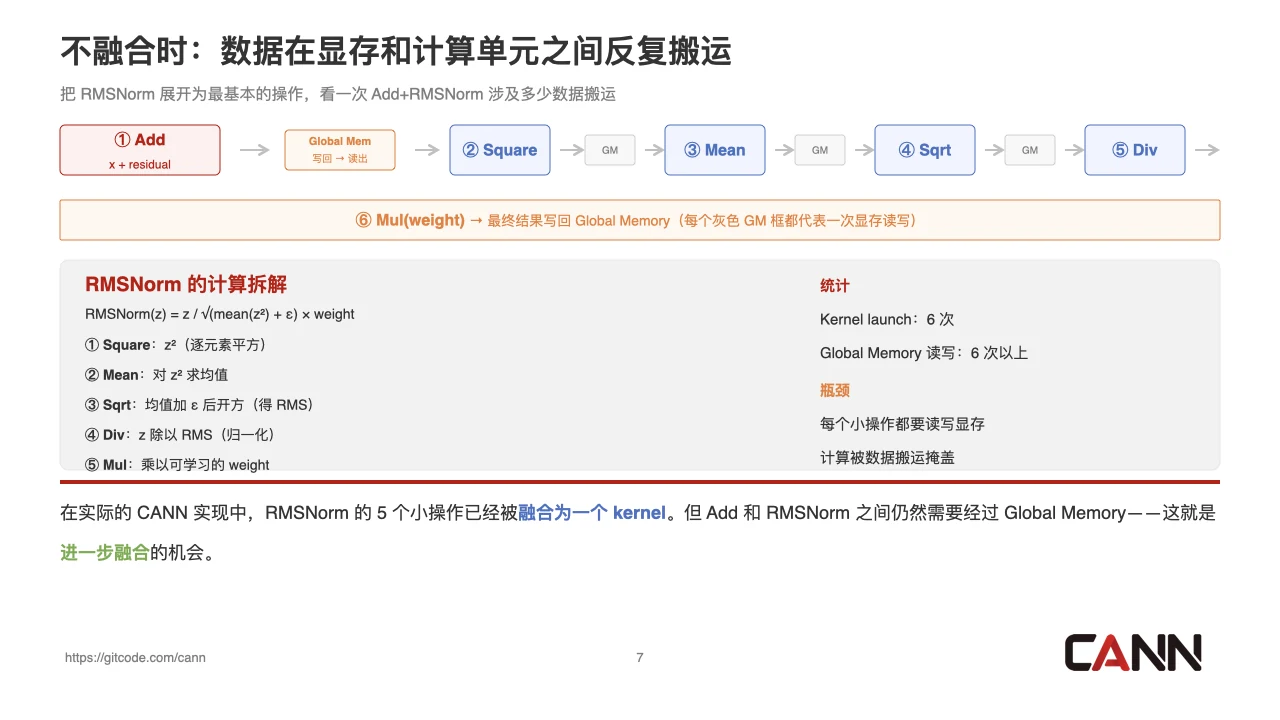 不融合时：数据在显存和计算单元之间反复搬运
把 RMSNorm 展开为最基本的操作，看一次 Add+RMSNorm 涉及多少数据搬运
① Add
x + residual
Global Mem
写回 → 读出
② Square
GM
③ Mean
GM
④ Sqrt
GM
⑤ Div
⑥ Mul(weight) → 最终结果写回 Global Memory（每个灰色 GM 框都代表一次显存读写）
RMSNorm 的计算拆解
RMSNorm(z) = z / √(mean(z²) + ε) × weight
① Square：z²（逐元素平方）
② Mean：对 z² 求均值
③ Sqrt：均值加 ε 后开方（得 RMS）
④ Div：z 除以 RMS（归一化）
⑤ Mul：乘以可学习的 weight
统计
Kernel launch：6 次
Global Memory 读写：6 次以上
瓶颈
每个小操作都要读写显存
计算被数据搬运掩盖
在实际的 CANN 实现中，RMSNorm 的 5 个小操作已经被融合为一个 kernel。但 Add 和 RMSNorm 之间仍然需要经过 Global Memory——这就是
进一步融合的机会。
https://gitcode.com/cann
7
CANN